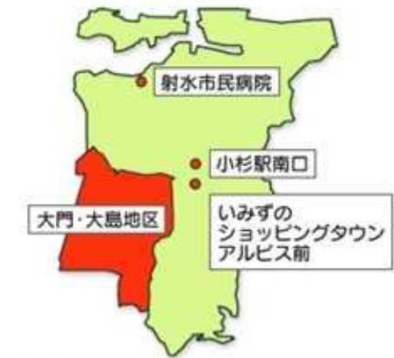 射水市民病院
小杉駅南口
大門・大島地区
いみずの
ショッピングタウン
アルビス前